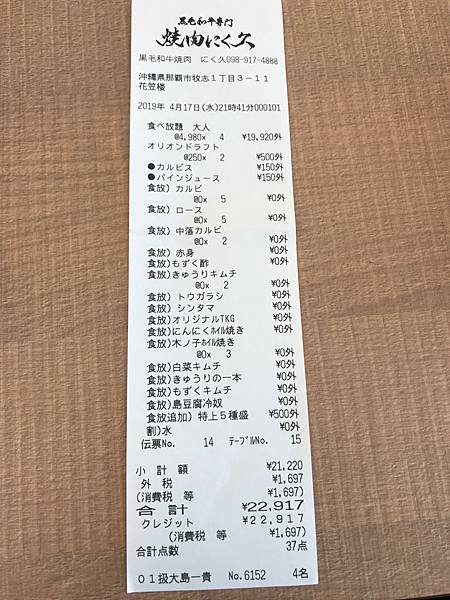 黒毛和牛専門
焼肉にく久
黒毛和牛焼肉 にく久098-917-4888
沖縄県那覇市牧志1丁目3-11
花笠楼
2019年 4月17日(水)21時41分000101
食べ放題 大人
@4,980x 4 ¥19,920外
オリオンドラフト
@250x 2 ¥500外
●カルピス ¥150外
●パインジュース ¥150外
食放) カルビ
@0x 5 ¥0外
食放) ロース
@0x 5 ¥0外
食放) 中落カルビ
@0x 2 ¥0外
食放) 赤身 ¥0外
食放)もずく酢 ¥0外
食放)きゅうりキムチ
@0x 2 ¥0外
食放) トウガラシ ¥0外
食放) シンタマ ¥0外
食放)オリジナルTKG ¥0外
食放)にんにくホイル焼き ¥0外
食放)木ノ子ホイル焼き
@0x 3 ¥0外
食放)白菜キムチ ¥0外
食放)きゅうりの一本 ¥0外
食放)もずくキムチ ¥0外
食放)島豆腐冷奴 ¥0外
食放追加) 特上5種盛 ¥500外
割)水 ¥0外
伝票No. 14 テーブルNo. 15
小 計 額 ¥21,220
外 税 ¥1,697
(消費税 等 ¥1,697)
合 計 ¥22,917
クレジット ¥22,917
(消費税 等 ¥1,697)
合計点数 37点
01扱大島一貴 No.6152 4名